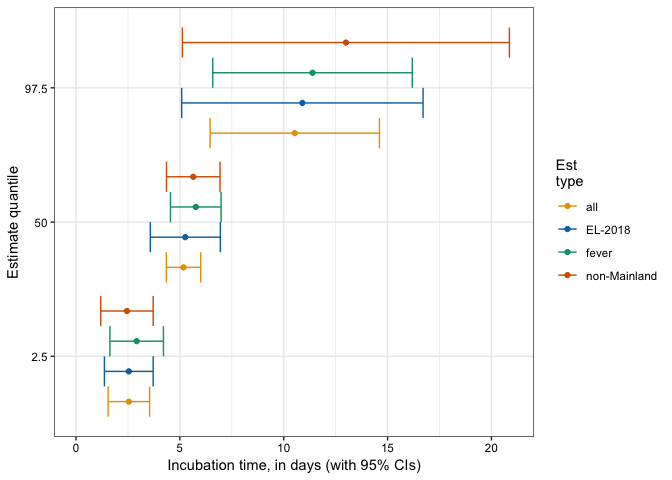 97.5
50
2.5
Estimate quantile
0
5
10
15
20
Incubation time, in days (with 95% CIs)
Est
type
all
EL-2018
fever
non-Mainland